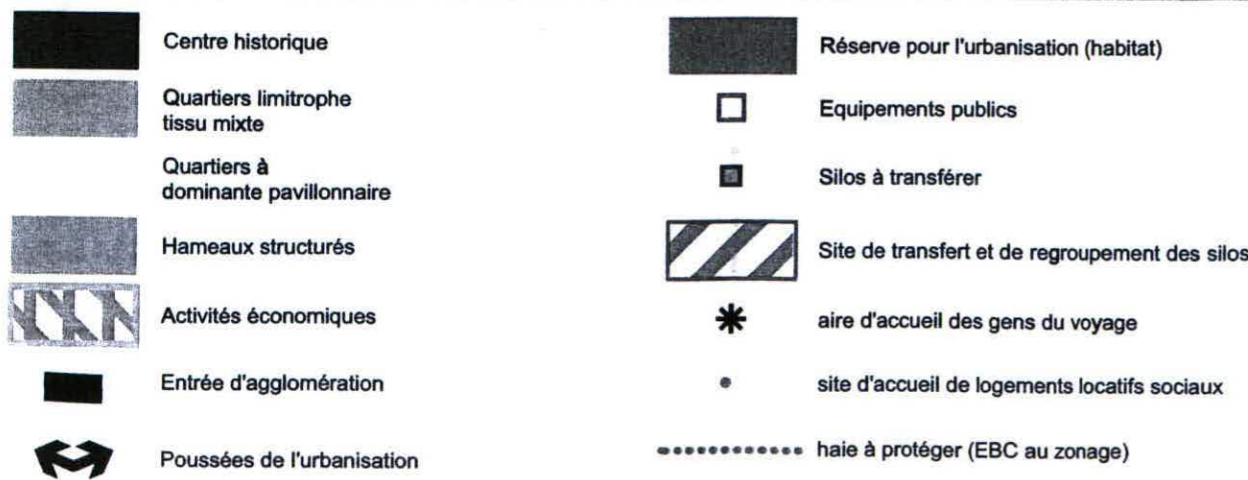 Centre historique
Quartiers limitrophe
tissu mixte
Quartiers à
dominante pavillonnaire
Hameaux structurés
Activités économiques
Entrée d'agglomération
Poussées de l'urbanisation
Réserve pour l'urbanisation (habitat)
Equipements publics
Silos à transférer
Site de transfert et de regroupement des silos
aire d'accueil des gens du voyage
site d'accueil de logements locatifs sociaux
haie à protéger (EBC au zonage)